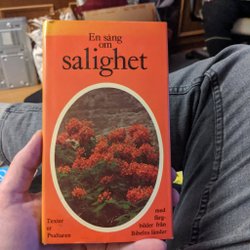 En sång
om
salighet
Texter
ur
Psaltaren
med
färg-
bilder från
Bibelns länder